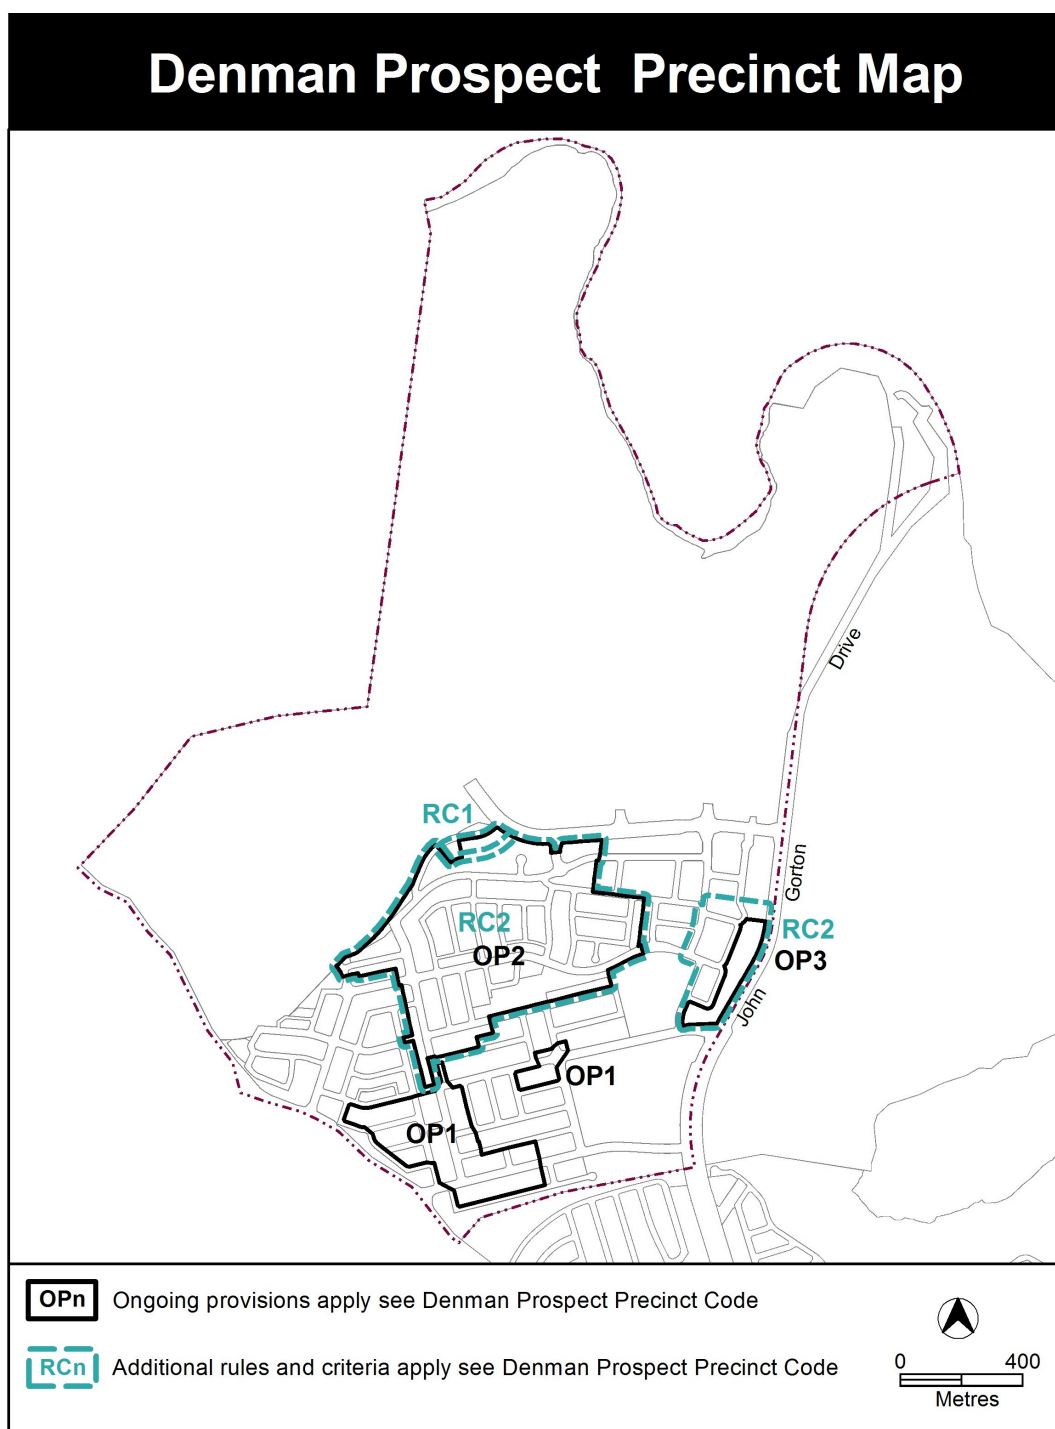 Denman Prospect Precinct Map
Drive
RC1
Gorton
RC2
RC2
OP2
OP3
John
OP1
OP1
OPn Ongoing provisions apply see Denman Prospect Precinct Code
RCn Additional rules and criteria apply see Denman Prospect Precinct Code
0 400
Metres